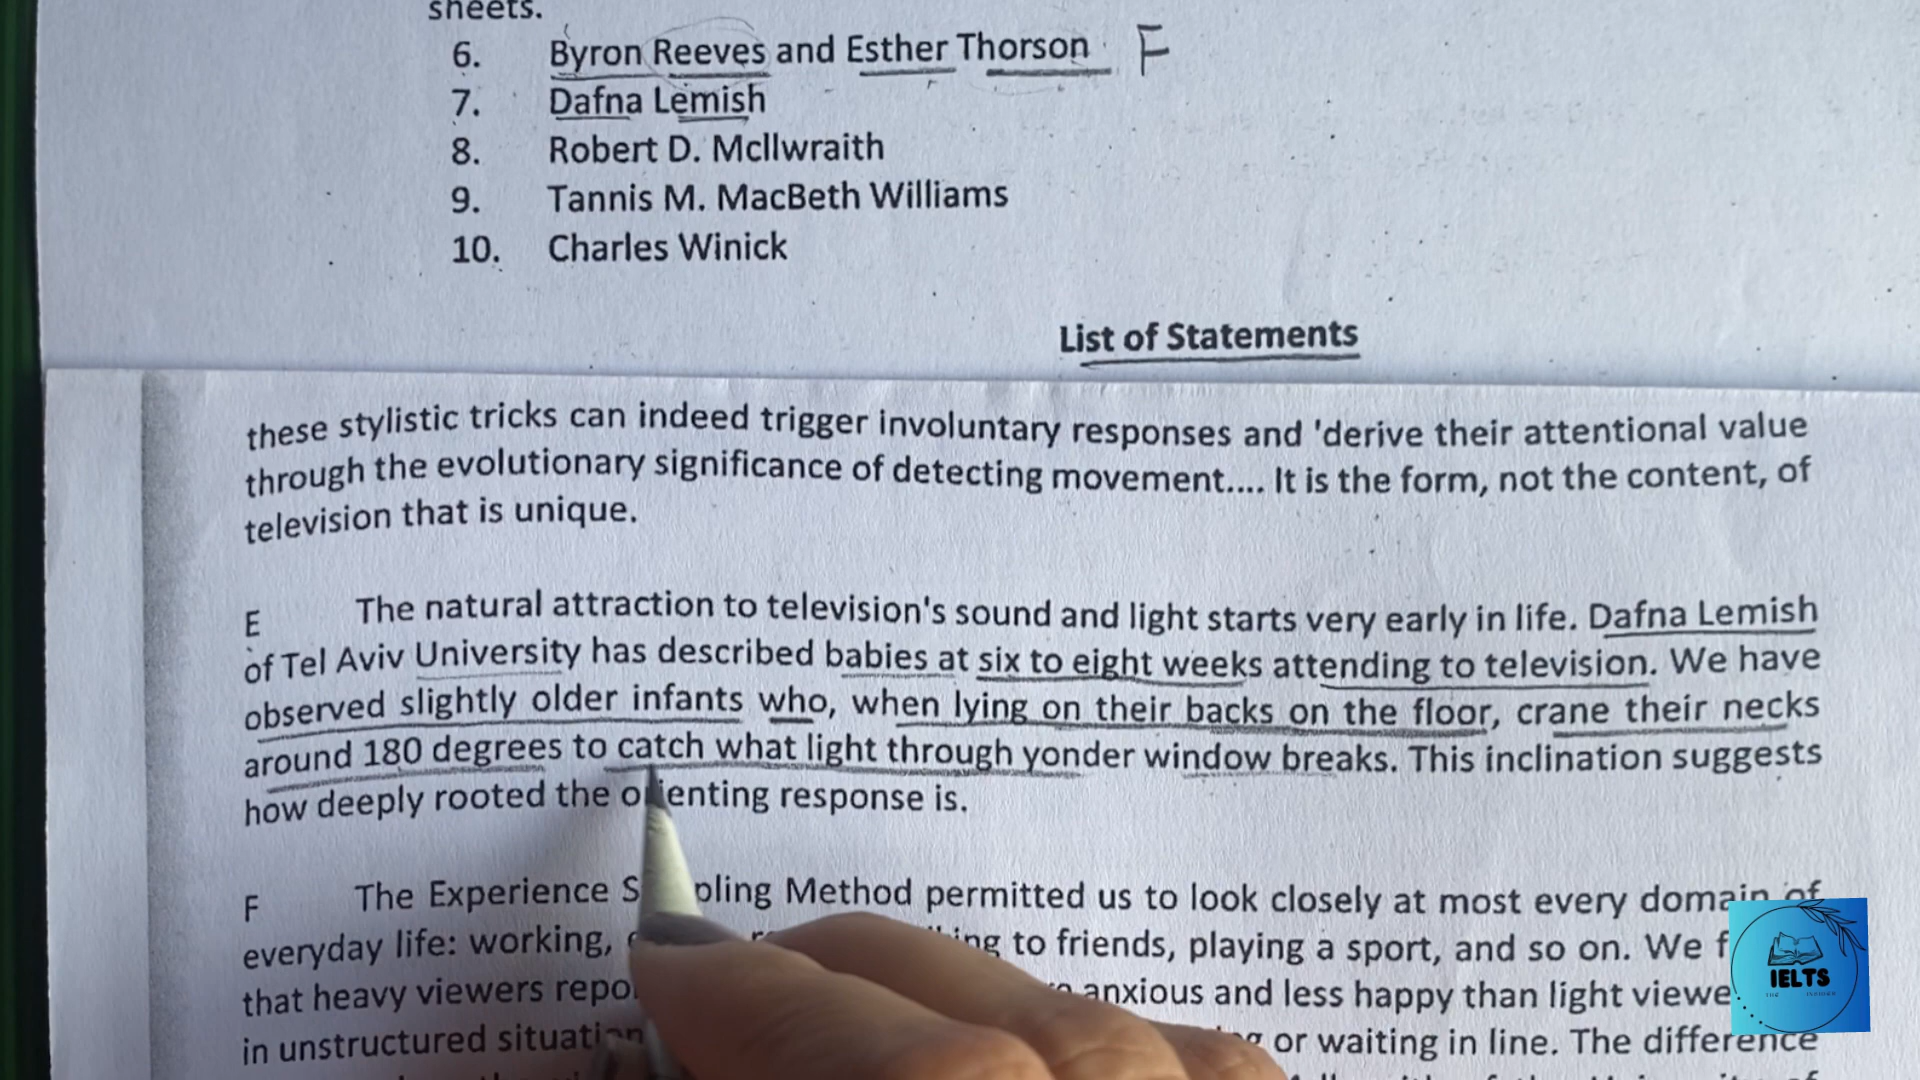 sheets.
6. Byron Reeves and Esther Thorson F
7. Dafna Lemish
8. Robert D. Mcllwraith
9. Tannis M. MacBeth Williams
10. Charles Winick
List of Statements
these stylistic tricks can indeed trigger involuntary responses and 'derive their attentional value
through the evolutionary significance of detecting movement.... It is the form, not the content, of
television that is unique.
E The natural attraction to television's sound and light starts very early in life. Dafna Lemish
of Tel Aviv University has described babies at six to eight weeks attending to television. We have
observed slightly older infants who, when lying on their backs on the floor, crane their necks
around 180 degrees to catch what light through yonder window breaks. This inclination suggests
how deeply rooted the orienting response is.
F The Experience Method permitted us to look closely at most every domain of
everyday life: working, to friends, playing a sport, and so on. We
that heavy viewers anxious and less happy than light
in unstructured or waiting in line. The difference
IELTS